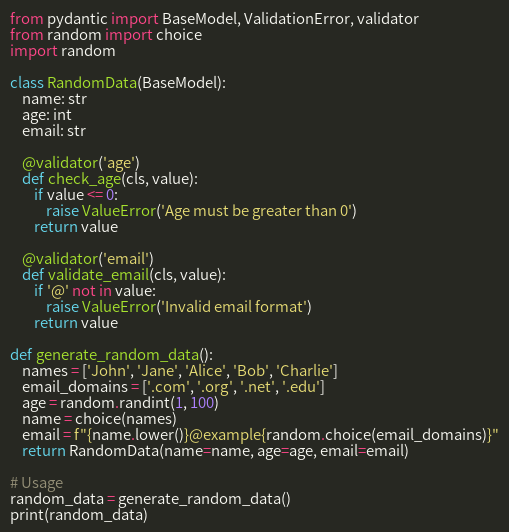 from pydantic import BaseModel, ValidationError, validator
from random import choice
import random

class RandomData(BaseModel):
    name: str
    age: int
    email: str

    @validator('age')
    def check_age(cls, value):
        if value <= 0:
            raise ValueError('Age must be greater than 0')
        return value

    @validator('email')
    def validate_email(cls, value):
        if '@' not in value:
            raise ValueError('Invalid email format')
        return value

def generate_random_data():
    names = ['John', 'Jane', 'Alice', 'Bob', 'Charlie']
    email_domains = ['.com', '.org', '.net', '.edu']
    age = random.randint(1, 100)
    name = choice(names)
    email = f"{name.lower()}@example{random.choice(email_domains)}"
    return RandomData(name=name, age=age, email=email)

# Usage
random_data = generate_random_data()
print(random_data)